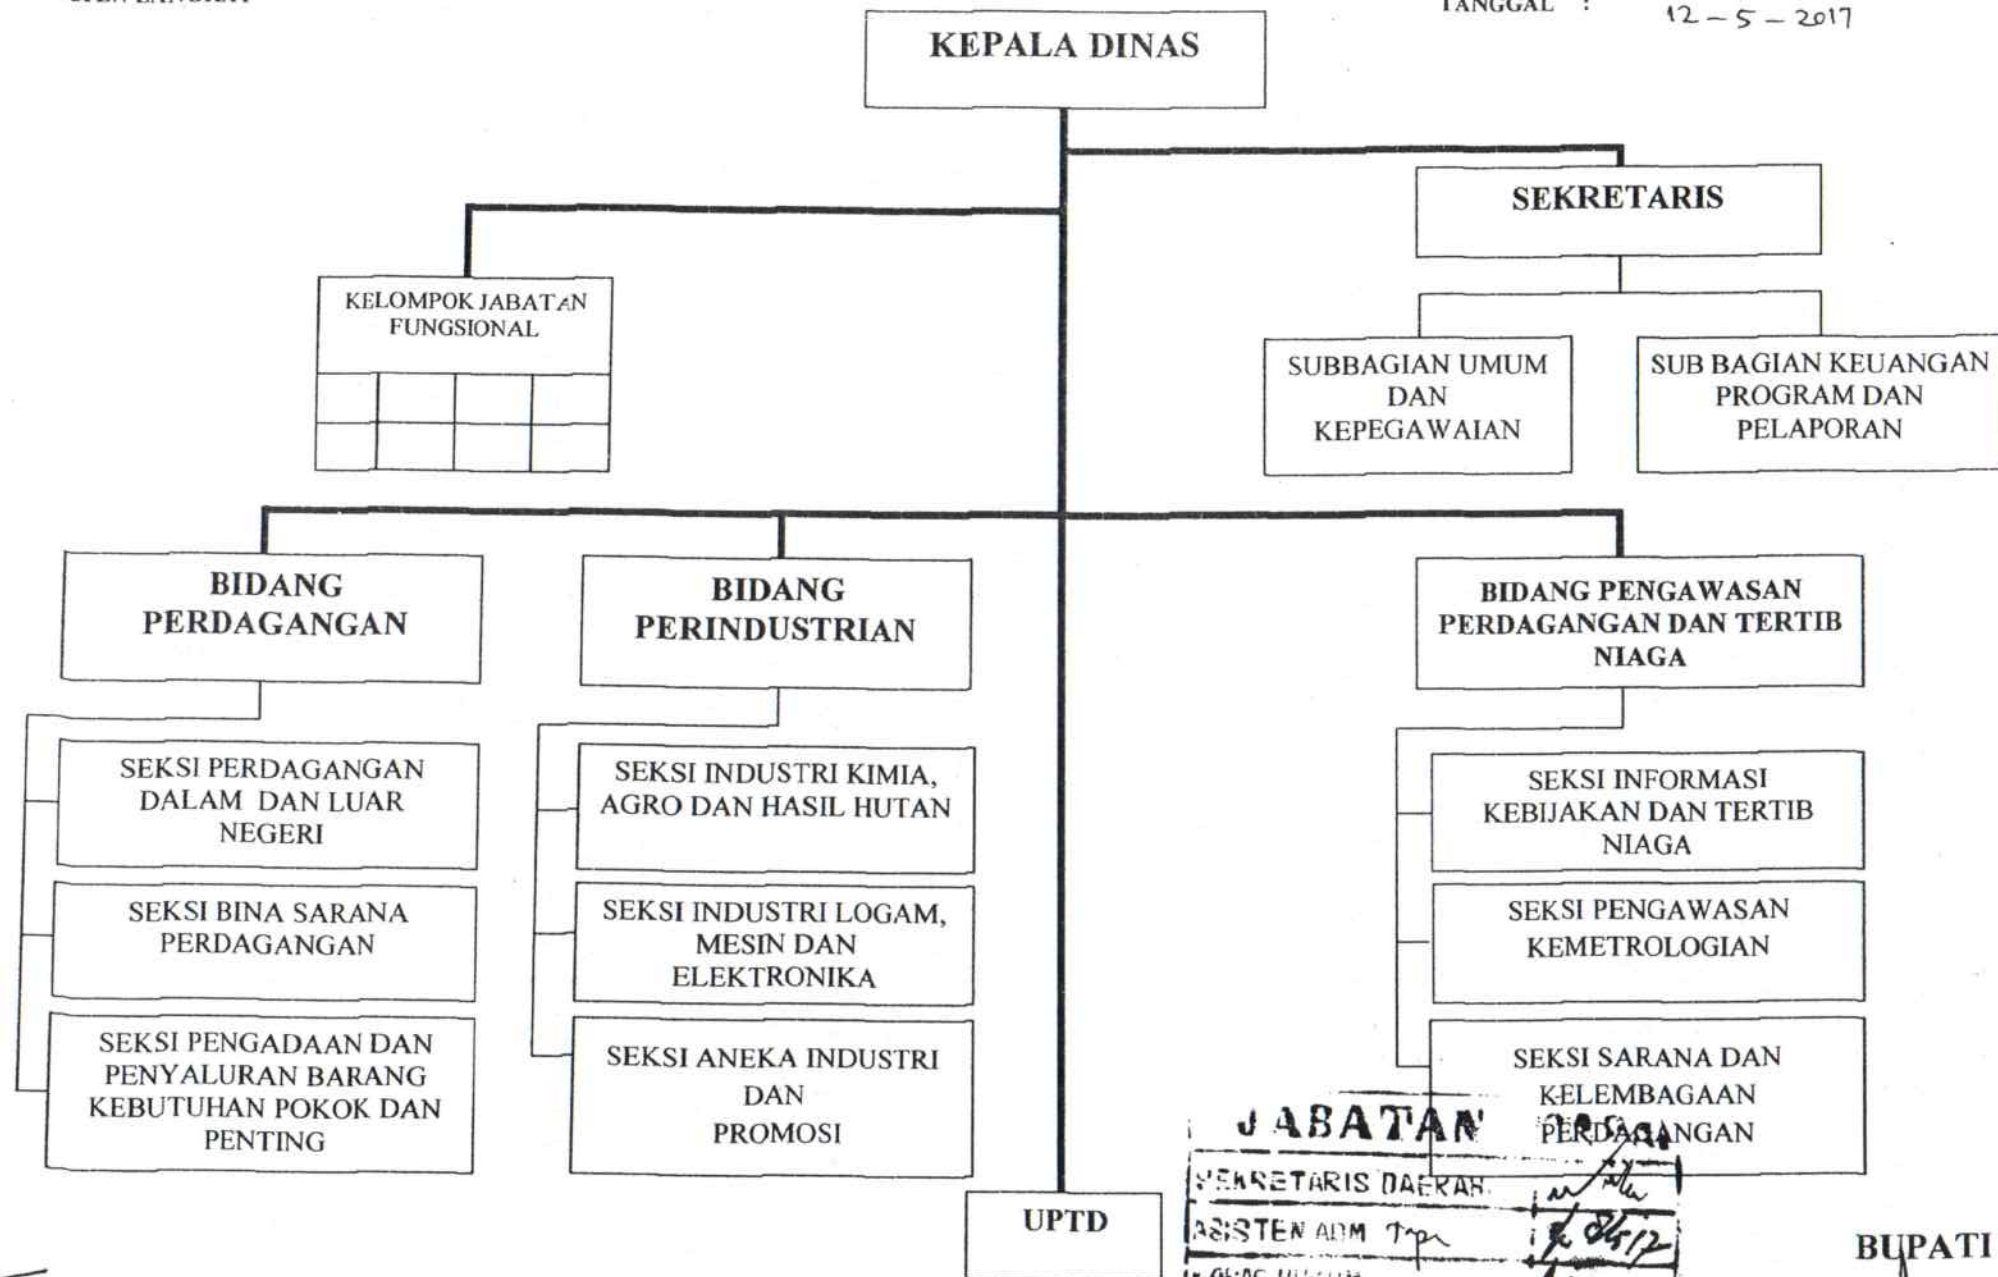 TANGGAL :
12 - 5 - 2017
KEPALA DINAS
SEKRETARIS
KELOMPOK JABATAN
FUNGSIONAL
SUBBAGIAN UMUM
DAN
KEPEGAWAIAN
SUB BAGIAN KEUANGAN
PROGRAM DAN
PELAPORAN
BIDANG
PERDAGANGAN
BIDANG
PERINDUSTRIAN
BIDANG PENGAWASAN
PERDAGANGAN DAN TERTIB
NIAGA
SEKSI PERDAGANGAN
DALAM DAN LUAR
NEGERI
SEKSI BINA SARANA
PERDAGANGAN
SEKSI PENGADAAN DAN
PENYALURAN BARANG
KEBUTUHAN POKOK DAN
PENTING
SEKSI INDUSTRI KIMIA,
AGRO DAN HASIL HUTAN
SEKSI INDUSTRI LOGAM,
MESIN DAN
ELEKTRONIKA
SEKSI ANEKA INDUSTRI
DAN
PROMOSI
SEKSI INFORMASI
KEBIJAKAN DAN TERTIB
NIAGA
SEKSI PENGAWASAN
KEMETROLOGIAN
SEKSI SARANA DAN
KELEMBAGAAN
PERDAGANGAN
UPTD
JABATAN
SEKRETARIS DAERAH
ASISTEN ADM
BUPATI